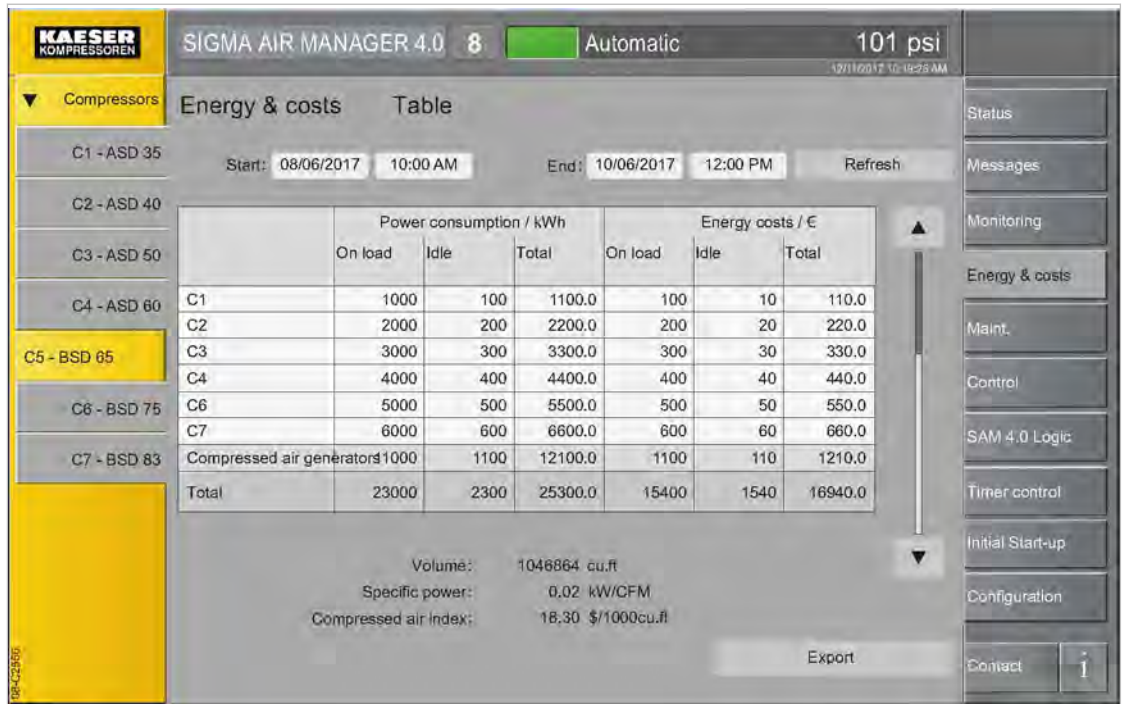 KAESER
KOMPRESSOREN
SIGMA AIR MANAGER 4.0 8 Automatic 101 psi
▼ Compressors
C1 - ASD 35
C2 - ASD 40
C3 - ASD 50
C4 - ASD 60
C5 - BSD 65
C6 - BSD 75
C7 - BSD 83
Energy & costs Table
Start: 08/06/2017 10:00 AM End: 10/06/2017 12:00 PM Refresh
Power consumption / kWh Energy costs / €
On load Idle Total On load Idle Total
C1 1000 100 1100.0 100 10 110.0
C2 2000 200 2200.0 200 20 220.0
C3 3000 300 3300.0 300 30 330.0
C4 4000 400 4400.0 400 40 440.0
C6 5000 500 5500.0 500 50 550.0
C7 6000 600 6600.0 600 60 660.0
Compressed air generators 11000 1100 12100.0 1100 110 1210.0
Total 23000 2300 25300.0 15400 1540 16940.0
Volume: 1046864 cu.ft
Specific power: 0.02 kW/CFM
Compressed air index: 18.30 $/1000cu.ft
Export
Status
Messages
Monitoring
Energy & costs
Maint.
Control
SAM 4.0 Logic
Timer control
Initial Start-up
Configuration
Contact i